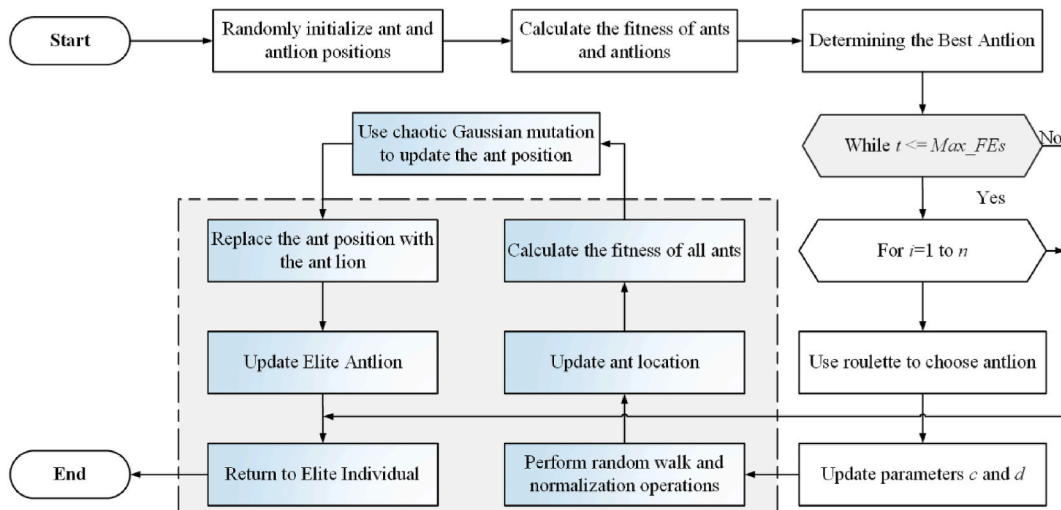 Start
Randomly initialize ant and
antlion positions
Calculate the fitness of ants
and antlions
Determining the Best Antlion
Use chaotic Gaussian mutation
to update the ant position
While t <= Max_FEs
No
Yes
Replace the ant position with
the ant lion
Calculate the fitness of all ants
For i=1 to n
Update Elite Antlion
Update ant location
Use roulette to choose antlion
End
Return to Elite Individual
Perform random walk and
normalization operations
Update parameters c and d